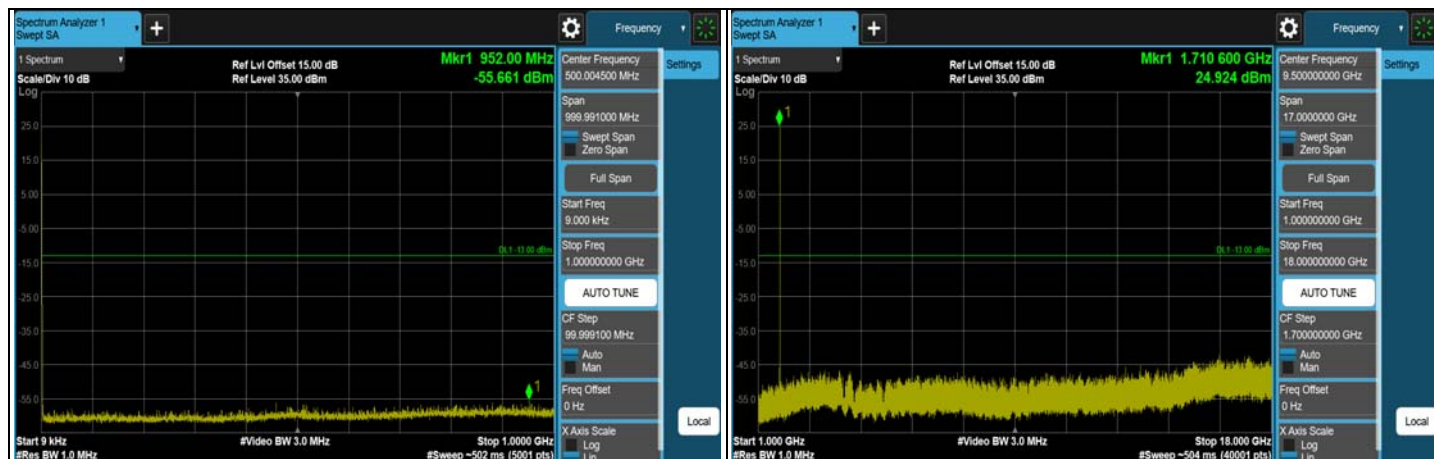 Spectrum Analyzer 1
Swept SA
+
Frequency
1 Spectrum
Scale/Div 10 dB
Log
Ref Lvl Offset 15.00 dB
Ref Level 35.00 dBm
Mkr1 952.00 MHz
-55.661 dBm
1
25.0
15.0
5.00
-5.00
DL1 -13.00 dBm
-15.0
-25.0
-35.0
-45.0
-55.0
Start 9 kHz
#Res BW 1.0 MHz
#Video BW 3.0 MHz
Stop 1.0000 GHz
#Sweep ~502 ms (5001 pts)
Center Frequency
500.004500 MHz
Span
999.991000 MHz
Swept Span
Zero Span
Full Span
Start Freq
9.000 kHz
Stop Freq
1.000000000 GHz
AUTO TUNE
CF Step
99.999100 MHz
Auto
Man
Freq Offset
0 Hz
X Axis Scale
Log
Lin
Settings
Local
Spectrum Analyzer 1
Swept SA
+
Frequency
1 Spectrum
Scale/Div 10 dB
Log
Ref Lvl Offset 15.00 dB
Ref Level 35.00 dBm
Mkr1 1.710 600 GHz
24.924 dBm
1
25.0
15.0
5.00
-5.00
DL1 -13.00 dBm
-15.0
-25.0
-35.0
-45.0
-55.0
Start 1.000 GHz
#Res BW 1.0 MHz
#Video BW 3.0 MHz
Stop 18.000 GHz
#Sweep ~504 ms (40001 pts)
Center Frequency
9.500000000 GHz
Span
17.0000000 GHz
Swept Span
Zero Span
Full Span
Start Freq
1.000000000 GHz
Stop Freq
18.000000000 GHz
AUTO TUNE
CF Step
1.700000000 GHz
Auto
Man
Freq Offset
0 Hz
X Axis Scale
Log
Lin
Settings
Local